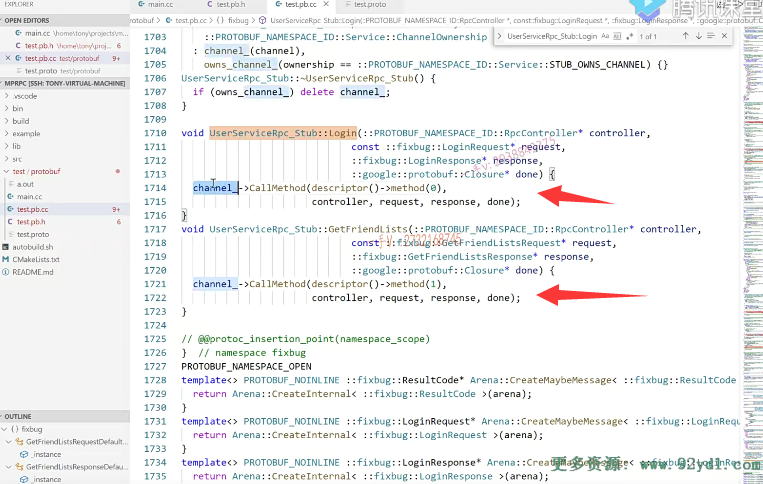 EXPLORER
OPEN EDITORS
main.cc \home\tony\projects\m...
test.pb.h \home\tony\proj... 6
test.pb.cc test/protobuf 9+
test.proto \home\tony\proj...
MPRPC [SSH: TONY-VIRTUAL-MACHINE]
.vscode
bin
build
example
lib
src
test / protobuf
a.out
main.cc
test.pb.cc 9+
test.pb.h 6
test.proto
autobuild.sh
CMakeLists.txt
README.md
OUTLINE
{} fixbug
GetFriendListsRequestDefault...
_instance
GetFriendListsResponseDefau...
_instance
main.cc test.pb.h test.pb.cc test.proto
腾讯课堂
protobuf > test.pb.cc > {} fixbug > UserServiceRpc_Stub::Login(::PROTOBUF_NAMESPACE_ID::RpcController *, const ::fixbug::LoginRequest *, ::fixbug::LoginResponse *, ::google::protobuf::C
UserServiceRpc_Stub::Login Aa 1 of 1
1703 ::PROTOBUF_NAMESPACE_ID::Service::ChannelOwnership
1704 : channel_(channel),
1705 owns_channel_(ownership == ::PROTOBUF_NAMESPACE_ID::Service::STUB_OWNS_CHANNEL) {}
1706 UserServiceRpc_Stub::~UserServiceRpc_Stub() {
1707 if (owns_channel_) delete channel_;
1708 }
1709
1710 void UserServiceRpc_Stub::Login(::PROTOBUF_NAMESPACE_ID::RpcController* controller,
1711 const ::fixbug::LoginRequest* request,
1712 ::fixbug::LoginResponse* response,
1713 ::google::protobuf::Closure* done) {
1714 channel_->CallMethod(descriptor()->method(0),
1715 controller, request, response, done);
1716 }
1717 void UserServiceRpc_Stub::GetFriendLists(::PROTOBUF_NAMESPACE_ID::RpcController* controller,
1718 const ::fixbug::GetFriendListsRequest* request,
1719 ::fixbug::GetFriendListsResponse* response,
1720 ::google::protobuf::Closure* done) {
1721 channel_->CallMethod(descriptor()->method(1),
1722 controller, request, response, done);
1723 }
1724
1725 // @@protoc_insertion_point(namespace_scope)
1726 } // namespace fixbug
1727 PROTOBUF_NAMESPACE_OPEN
1728 template<> PROTOBUF_NOINLINE ::fixbug::ResultCode* Arena::CreateMaybeMessage< ::fixbug::ResultCode
1729 return Arena::CreateInternal< ::fixbug::ResultCode >(arena);
1730 }
1731 template<> PROTOBUF_NOINLINE ::fixbug::LoginRequest* Arena::CreateMaybeMessage< ::fixbug::LoginRequ
1732 return Arena::CreateInternal< ::fixbug::LoginRequest >(arena);
1733 }
1734 template<> PROTOBUF_NOINLINE ::fixbug::LoginResponse* Arena::CreateMaybeMessage< ::fixbug::LoginRes
1735 return Arena::CreateInternal< ::fixbug::LoginResponse >(arena);
更多资源：www.92ydl.com